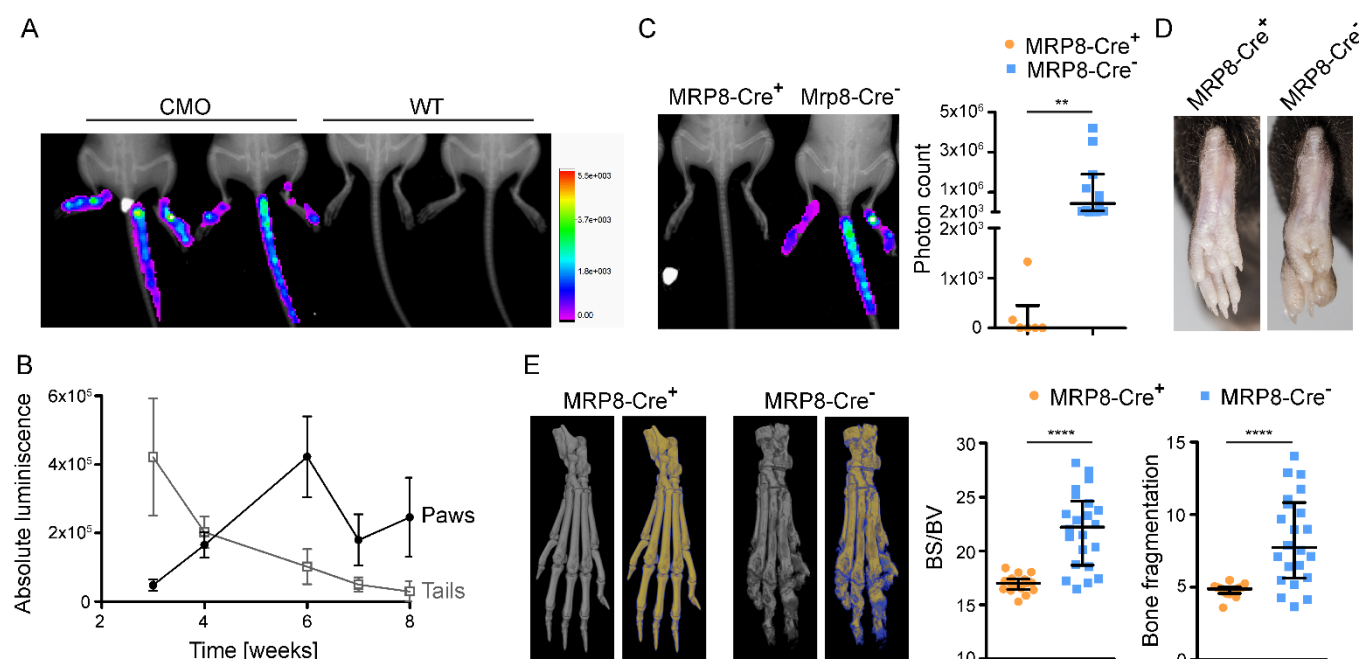 A
CMO
WT
5.5e+003
5.7e+003
1.8e+003
0.00
B
Absolute luminiscence
6x10⁵
4x10⁵
2x10⁵
0
2
4
6
8
Time [weeks]
Paws
Tails
C
MRP8-Cre⁺
Mrp8-Cre⁻
MRP8-Cre⁺
MRP8-Cre⁻
**
Photon count
5x10⁶
3x10⁶
1x10⁶
2x10³
2x10³
1x10³
0
D
MRP8-Cre⁺
MRP8-Cre⁻
E
MRP8-Cre⁺
MRP8-Cre⁻
MRP8-Cre⁺
MRP8-Cre⁻
****
BS/BV
30
25
20
15
10
****
Bone fragmentation
15
10
5
0